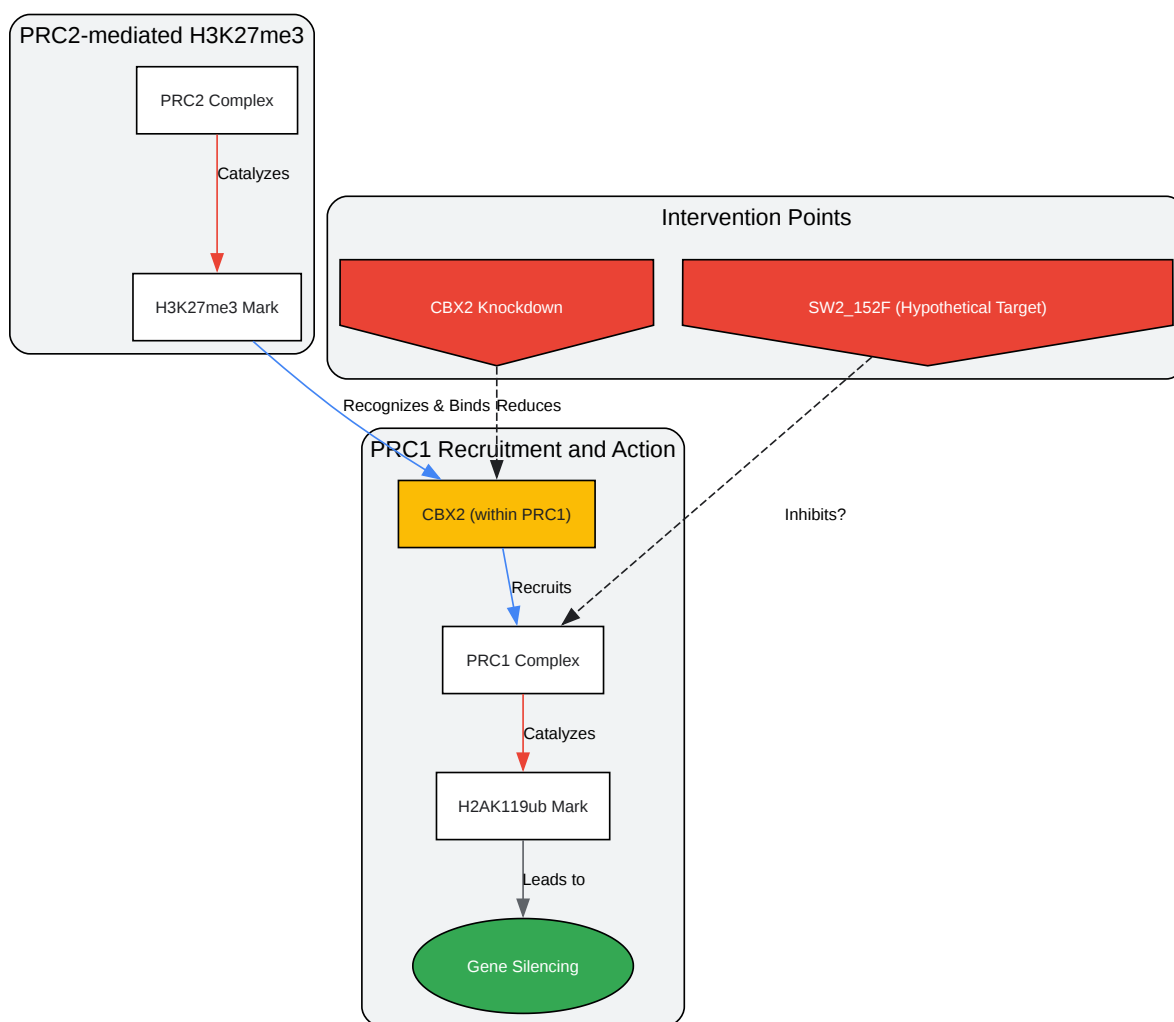 PRC2-mediated H3K27me3
PRC2 Complex
Catalyzes
H3K27me3 Mark
Intervention Points
CBX2 Knockdown
SW2_152F (Hypothetical Target)
Recognizes & Binds
Reduces
PRC1 Recruitment and Action
CBX2 (within PRC1)
Inhibits?
Recruits
PRC1 Complex
Catalyzes
H2AK119ub Mark
Leads to
Gene Silencing